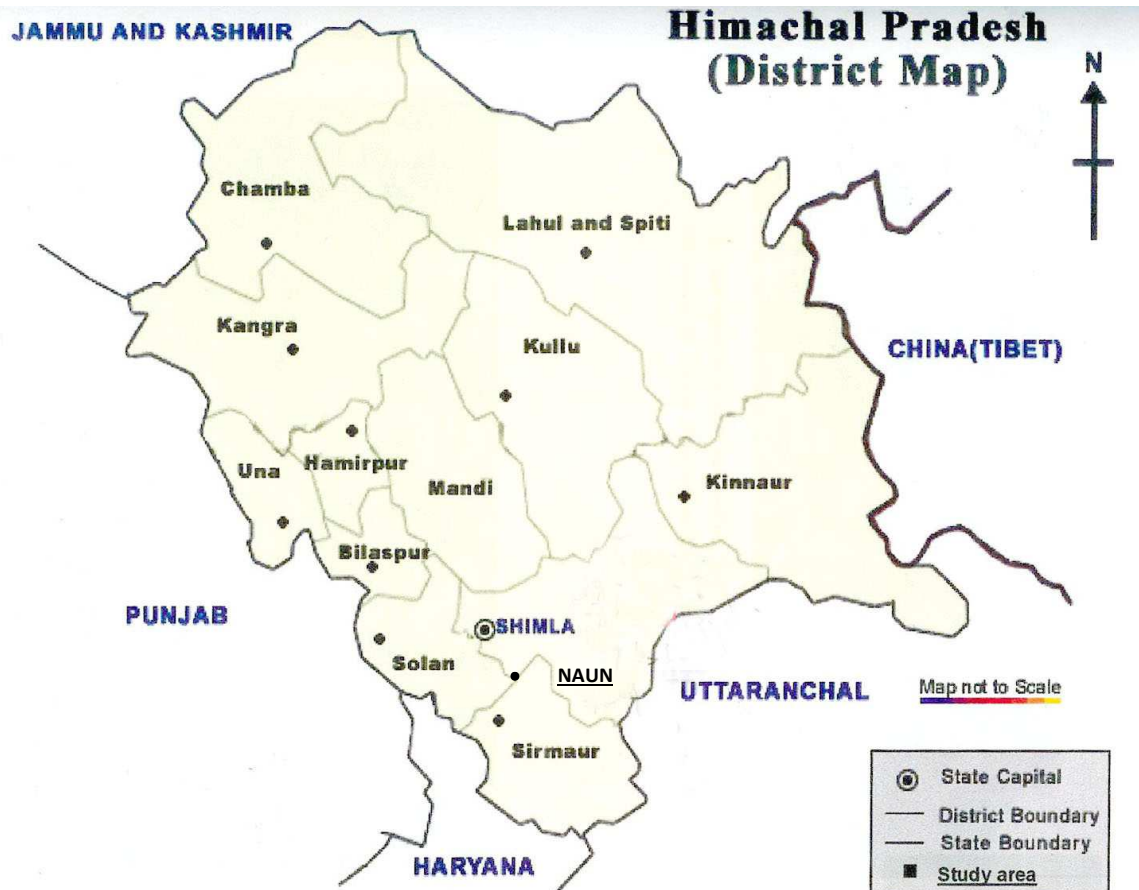 JAMMU AND KASHMIR
Himachal Pradesh
(District Map)
N
Chamba
Lahul and Spiti
Kangra
Kullu
CHINA(TIBET)
Una
Hamirpur
Mandi
Kinnaur
Bilaspur
PUNJAB
SHIMLA
Solan
NAUN
UTTARANCHAL
Map not to Scale
Sirmaur
HARYANA
State Capital
District Boundary
State Boundary
Study area